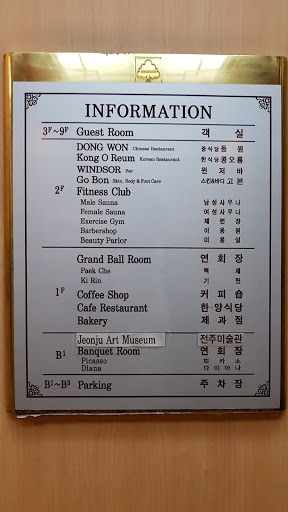 INFORMATION
3F~9F Guest Room 객 실
DONG WON Chinese Restaurant 중식당 동 원
Kong O Reum Korean Restaurant 한식당 콩오름
WINDSOR Bar 윈 저 바
Go Bon Skin, Body & Foot Care 스킨&바디 고 본
2F Fitness Club
Male Sauna 남성사우나
Female Sauna 여성사우나
Exercise Gym 체 련 장
Barbershop 이 용 원
Beauty Parlor 미 용 실
Grand Ball Room 연 회 장
Paek Che 백 제
Ki Rin 기 린
1F Coffee Shop 커 피 숍
Cafe Restaurant 한양식당
Bakery 제 과 점
Jeonju Art Museum 전주미술관
B1 Banquet Room 연 회 장
Picasso 피 카 소
Diana 다이아나
B1~B3 Parking 주 차 장